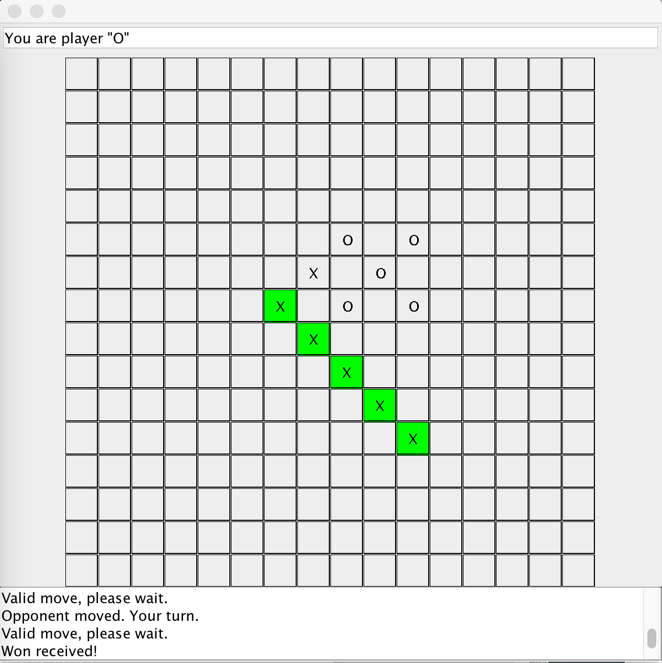 You are player "O"
O O
X O
X O O
X
X
X
X
Valid move, please wait.
Opponent moved. Your turn.
Valid move, please wait.
Won received!